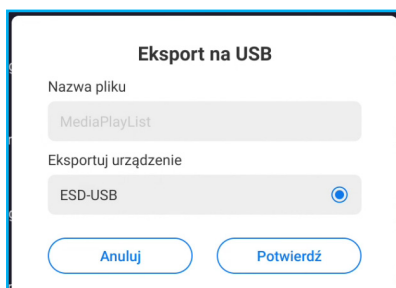 Eksport na USB
Nazwa pliku
MediaPlayList
Eksportuj urządzenie
ESD-USB
Anuluj Potwierdź